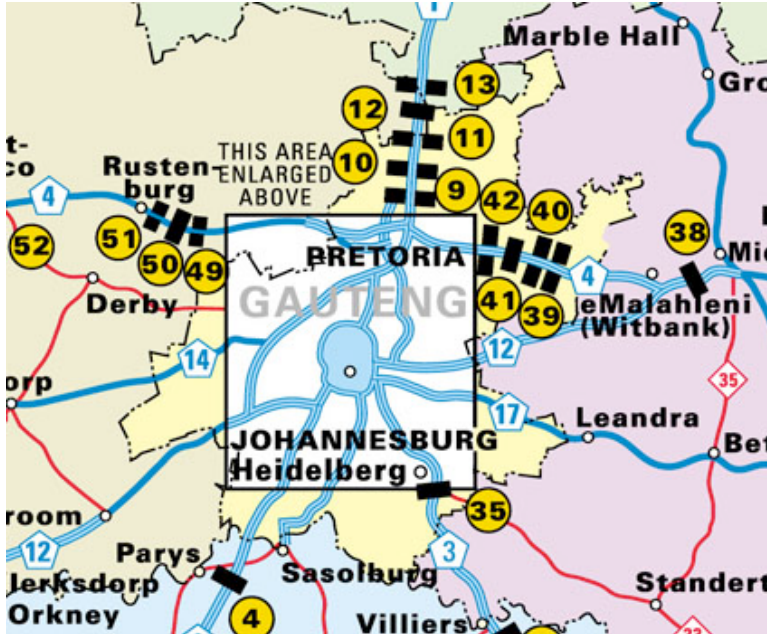 1
Marble Hall
Gro
13
12
11
10
THIS AREA
ENLARGED
ABOVE
t-
co
Rusten-
burg
4
9
42
40
52
51
50
49
38
PRETORIA
Mid
Derby
GAUTENG
41
39
4
eMalahleni
(Witbank)
14
12
35
orp
17
Leandra
JOHANNESBURG
Bet
Heidelberg
35
room
12
3
Parys
Sasolburg
lerksdorp
Orkney
4
Standert
Villiers